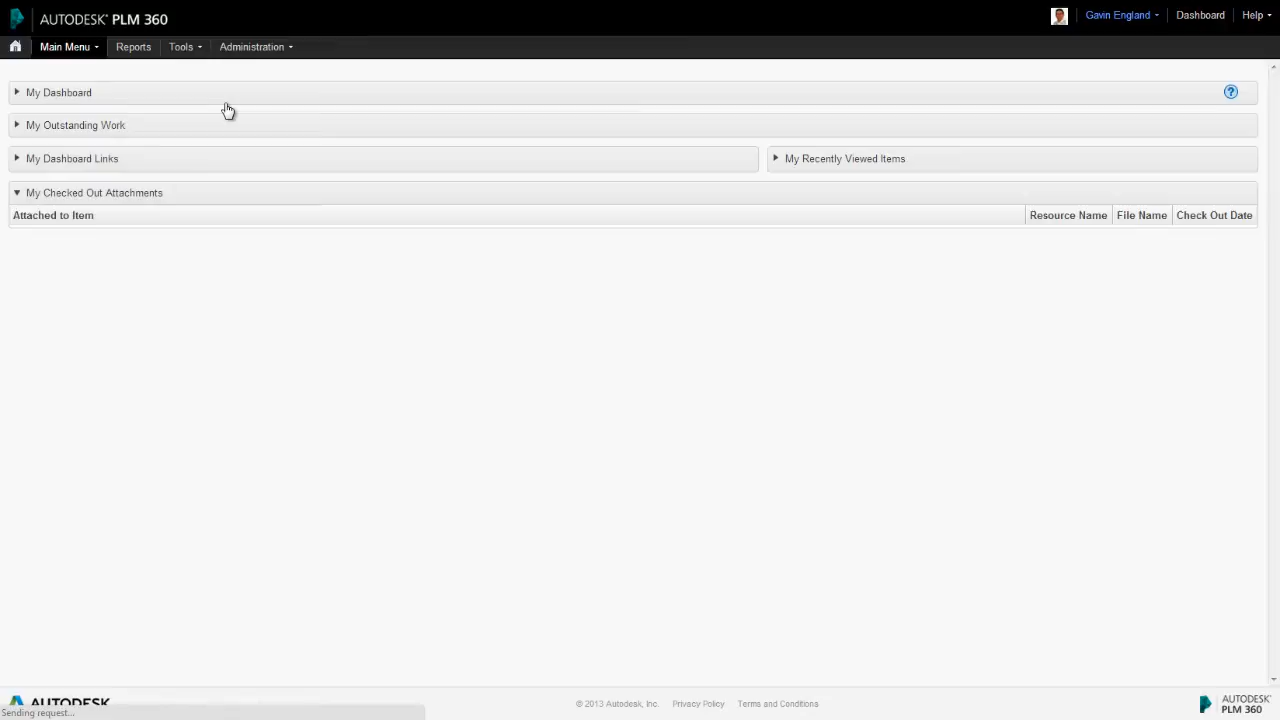 AUTODESK® PLM 360
Gavin England
Dashboard
Help
Main Menu
Reports
Tools
Administration
My Dashboard
?
My Outstanding Work
My Dashboard Links
My Recently Viewed Items
My Checked Out Attachments
Attached to Item
Resource Name
File Name
Check Out Date
AUTODESK
Sending request...
© 2013 Autodesk, Inc.
Privacy Policy
Terms and Conditions
AUTODESK®
PLM 360